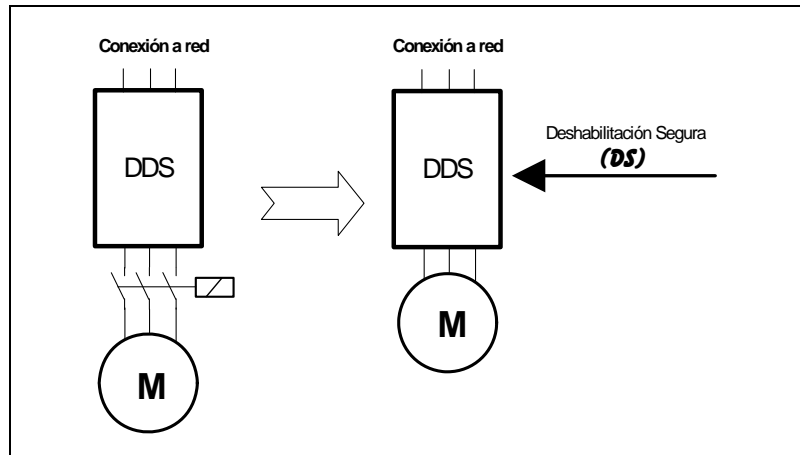 Conexión a red
DDS
M
Conexión a red
DDS
M
Deshabilitación Segura
(DS)